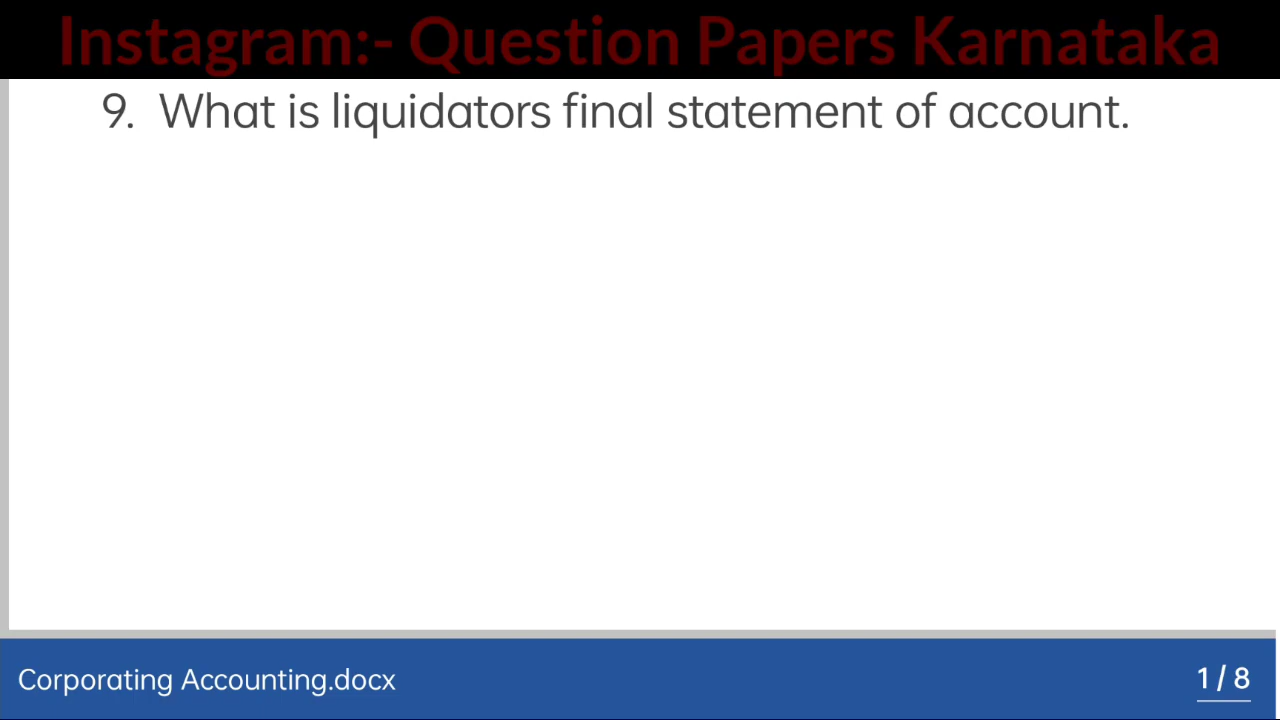 Instagram:- Question Papers Karnataka
9. What is liquidators final statement of account.
Corporating Accounting.docx
1 / 8